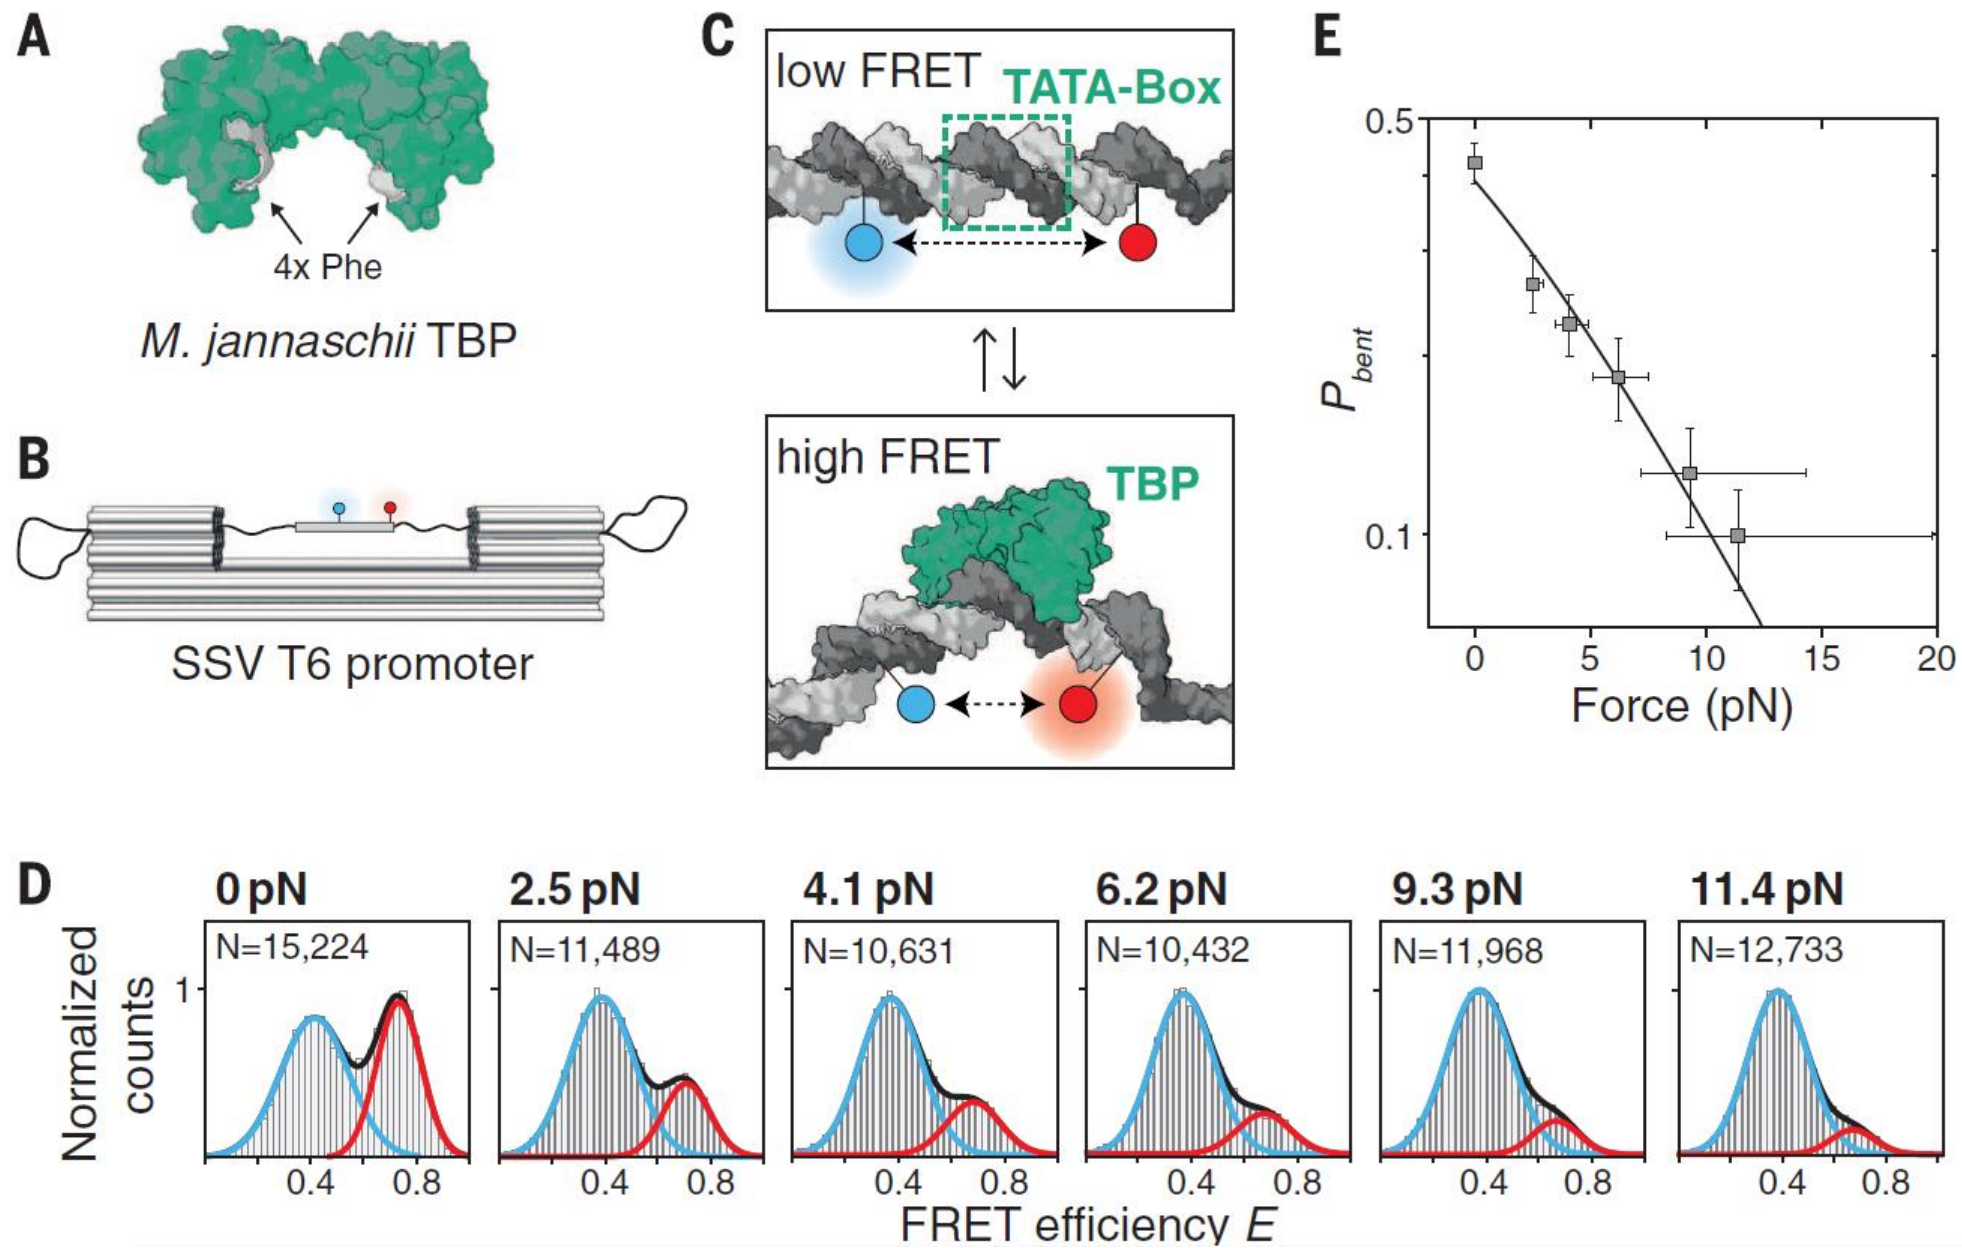 A
4x Phe
M. jannaschii TBP
B
SSV T6 promoter
C
low FRET
TATA-Box
high FRET
TBP
E
0.5
0.1
P bent
0 5 10 15 20
Force (pN)
D
0 pN 2.5 pN 4.1 pN 6.2 pN 9.3 pN 11.4 pN
N=15,224 N=11,489 N=10,631 N=10,432 N=11,968 N=12,733
1
Normalized
counts
0.4 0.8 0.4 0.8 0.4 0.8 0.4 0.8 0.4 0.8 0.4 0.8
FRET efficiency E